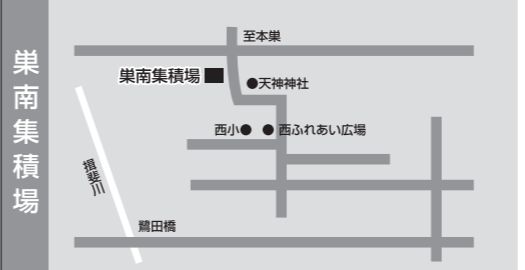 巣南集積場
至本巣
巣南集積場
天神神社
西小
西ふれあい広場
揖斐川
鷺田橋